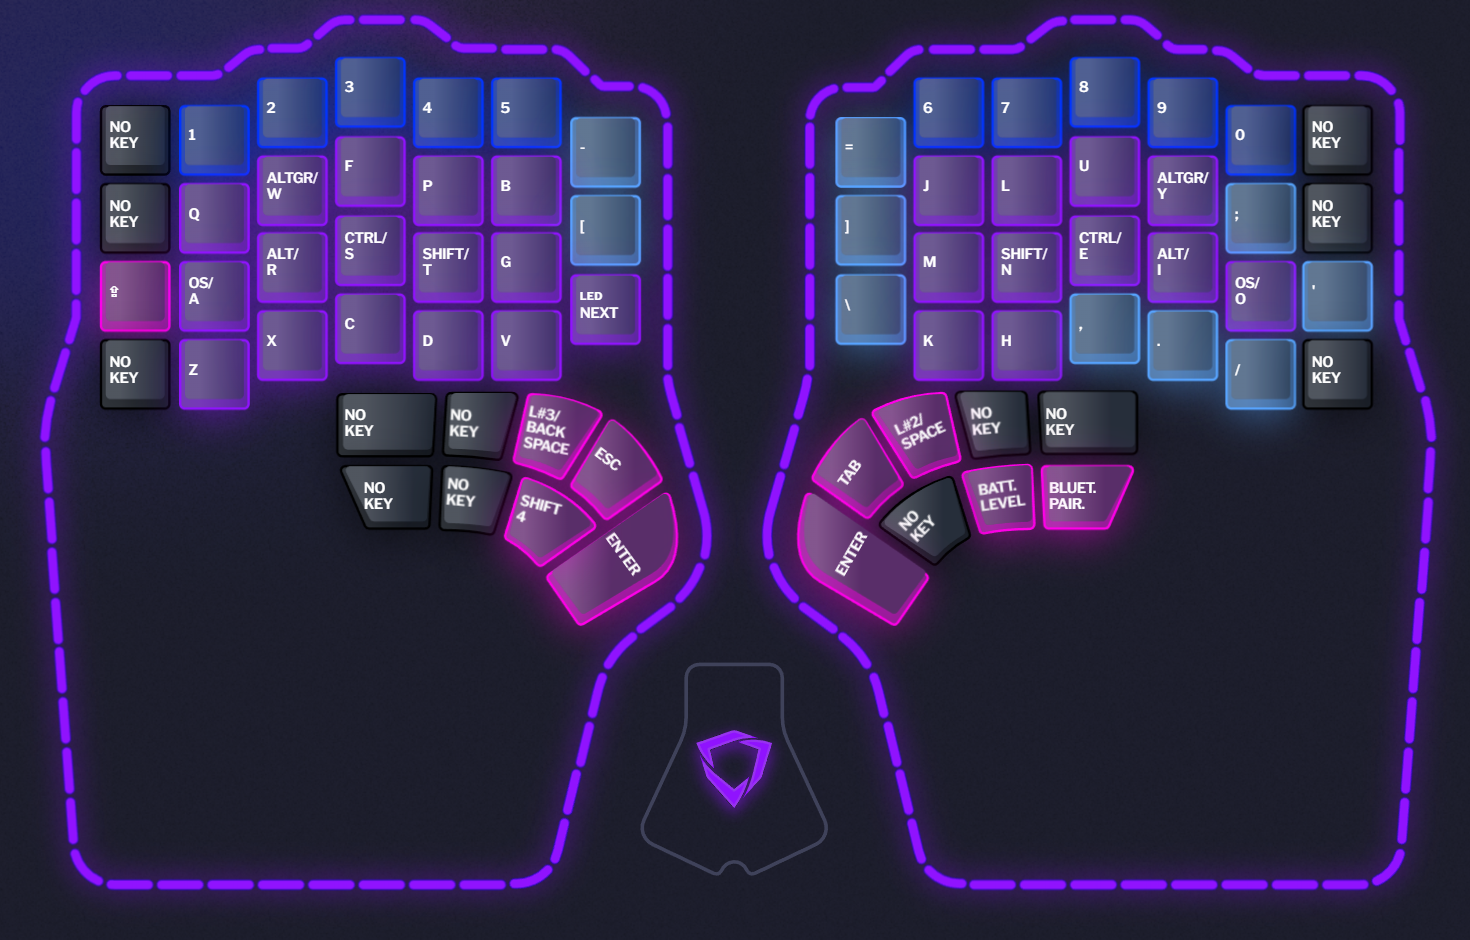 NO
KEY
1
2
3
4
5
-
=
6
7
8
9
0
NO
KEY
NO
KEY
Q
ALTGR/
W
F
P
B
[
]
J
L
U
ALTGR/
Y
;
NO
KEY
⇪
OS/
A
ALT/
R
CTRL/
S
SHIFT/
T
G
LED
NEXT
\
M
SHIFT/
N
CTRL/
E
ALT/
I
OS/
O
'
NO
KEY
Z
X
C
D
V
K
H
,
.
/
NO
KEY
NO
KEY
NO
KEY
L#3/
BACK
SPACE
ESC
TAB
L#2/
SPACE
NO
KEY
NO
KEY
NO
KEY
NO
KEY
SHIFT
4
ENTER
ENTER
NO
KEY
BATT.
LEVEL
BLUET.
PAIR.